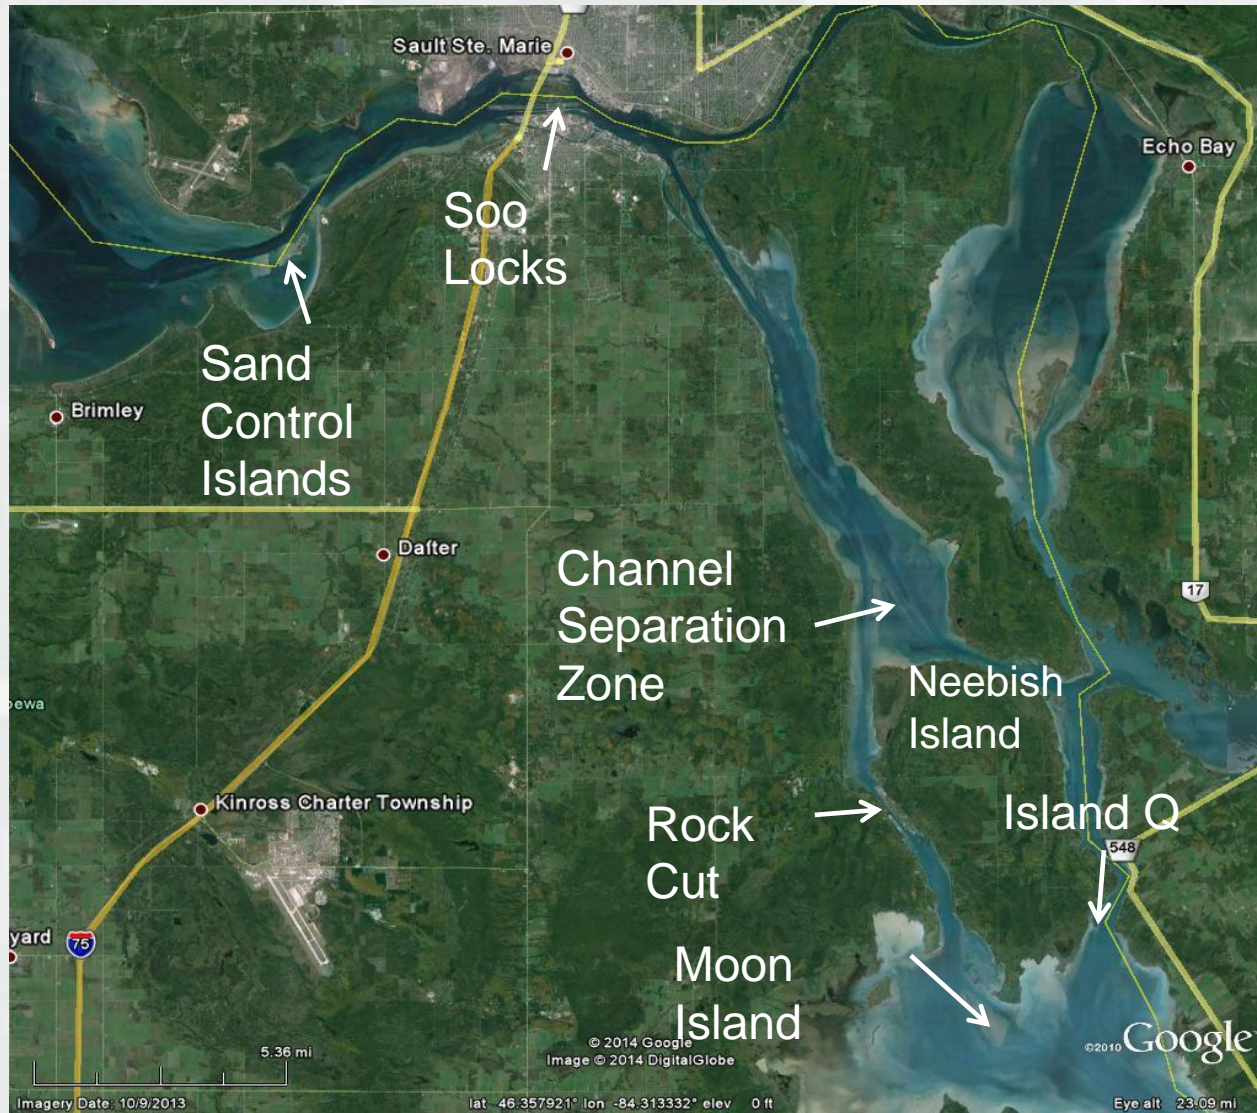 Sault Ste. Marie
Echo Bay
Soo
Locks
Sand
Control
Islands
Brimley
Dafter
Channel
Separation
Zone
17
Neebish
Island
ewa
Kinross Charter Township
Rock
Cut
Island Q
548
yard
75
Moon
Island
5.36 mi
© 2014 Google
Image © 2014 DigitalGlobe
©2010 Google
Imagery Date: 10/9/2013
lat 46.357921° lon -84.313332° elev 0 ft
Eye alt 23.09 mi